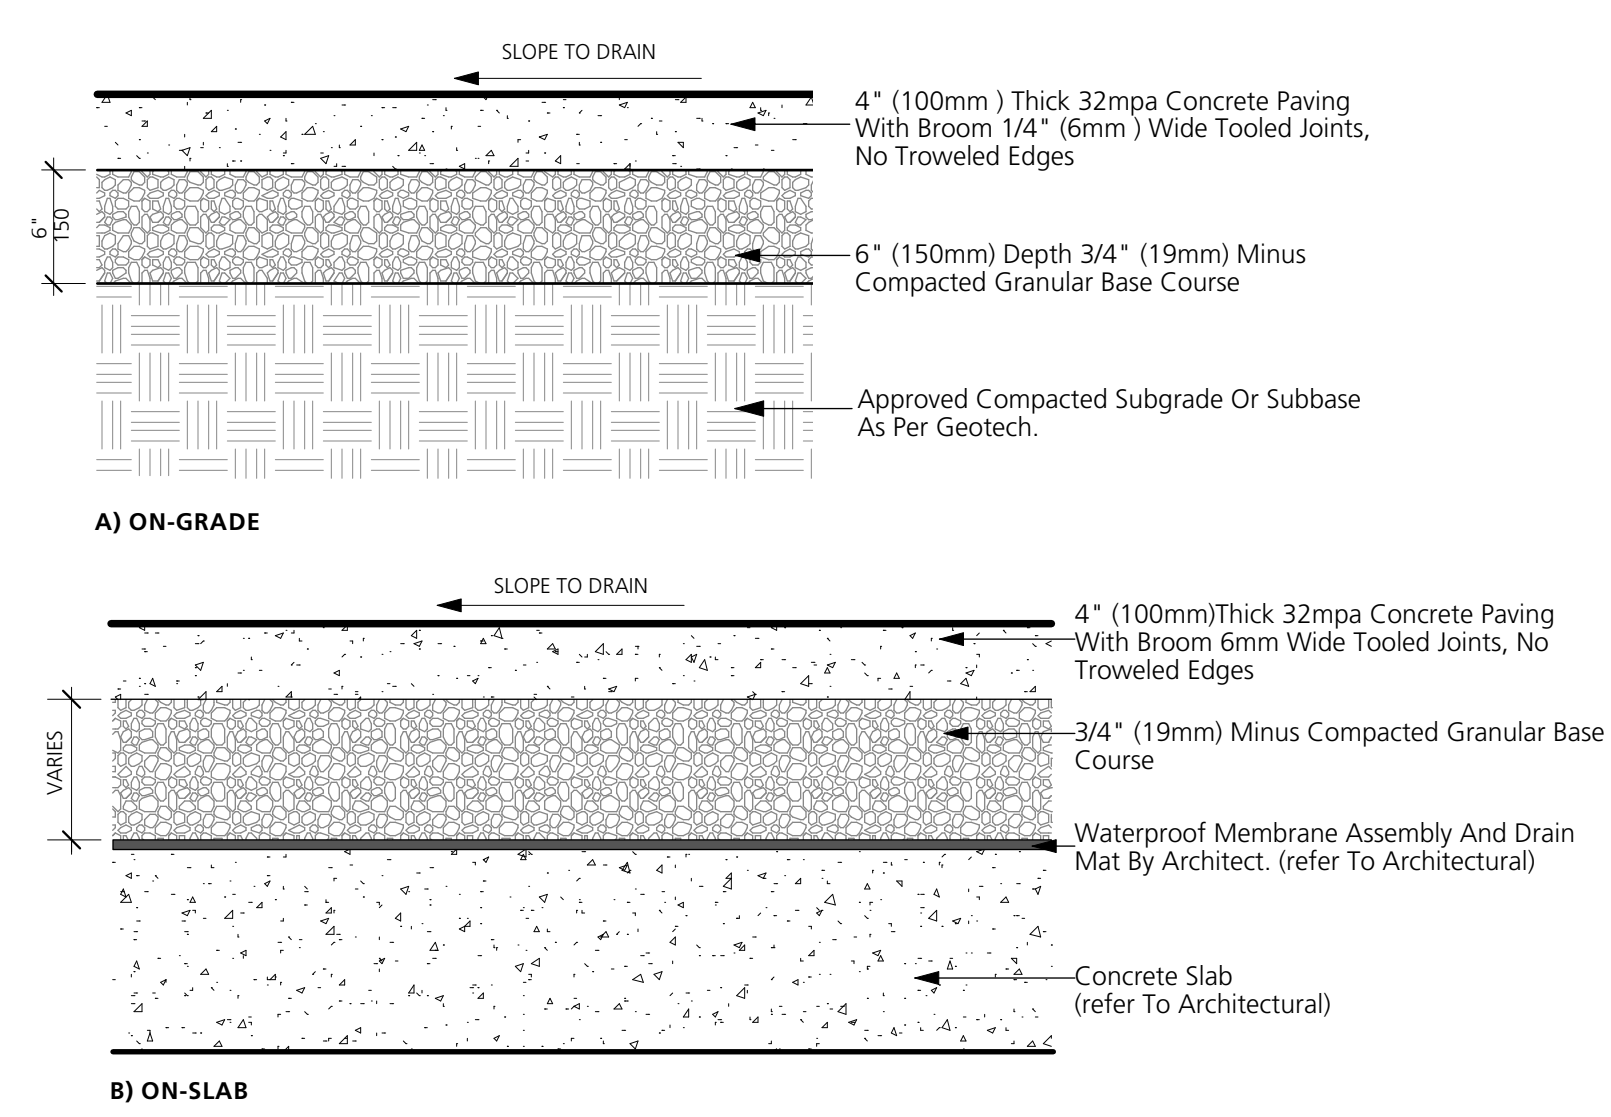 SLOPE TO DRAIN
4" (100mm ) Thick 32mpa Concrete Paving
With Broom 1/4" (6mm ) Wide Tooled Joints,
No Troweled Edges
6"
150
6" (150mm) Depth 3/4" (19mm) Minus
Compacted Granular Base Course
Approved Compacted Subgrade Or Subbase
As Per Geotech.
A) ON-GRADE
SLOPE TO DRAIN
4" (100mm)Thick 32mpa Concrete Paving
With Broom 6mm Wide Tooled Joints, No
Troweled Edges
VARIES
3/4" (19mm) Minus Compacted Granular Base
Course
Waterproof Membrane Assembly And Drain
Mat By Architect. (refer To Architectural)
Concrete Slab
(refer To Architectural)
B) ON-SLAB